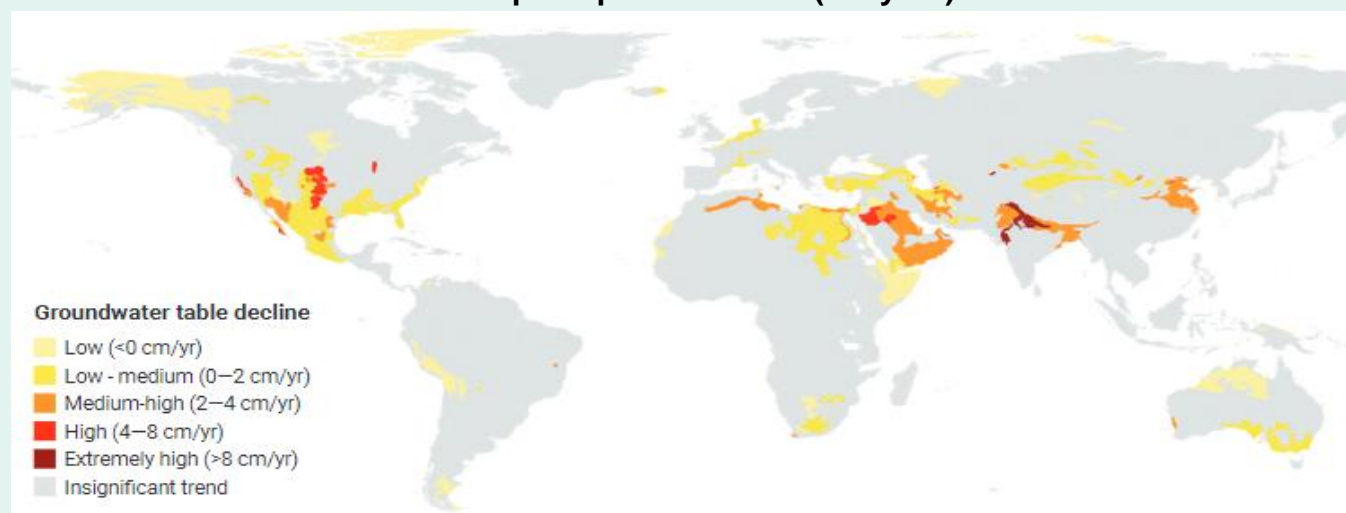 Groundwater table decline
Low (<0 cm/yr)
Low - medium (0—2 cm/yr)
Medium-high (2—4 cm/yr)
High (4—8 cm/yr)
Extremely high (>8 cm/yr)
Insignificant trend